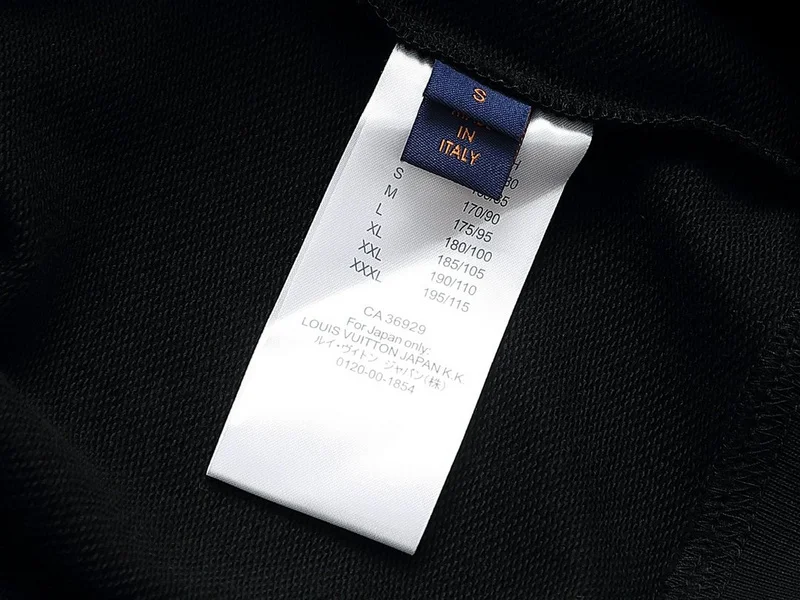 S
IN
ITALY
S
M 170/90
L 175/95
XL 180/100
XXL 185/105
XXXL 190/110
195/115
CA 36929
For Japan only:
LOUIS VUITTON JAPAN K.K.
ルイ・ヴィトン ジャパン(株)
0120-00-1854